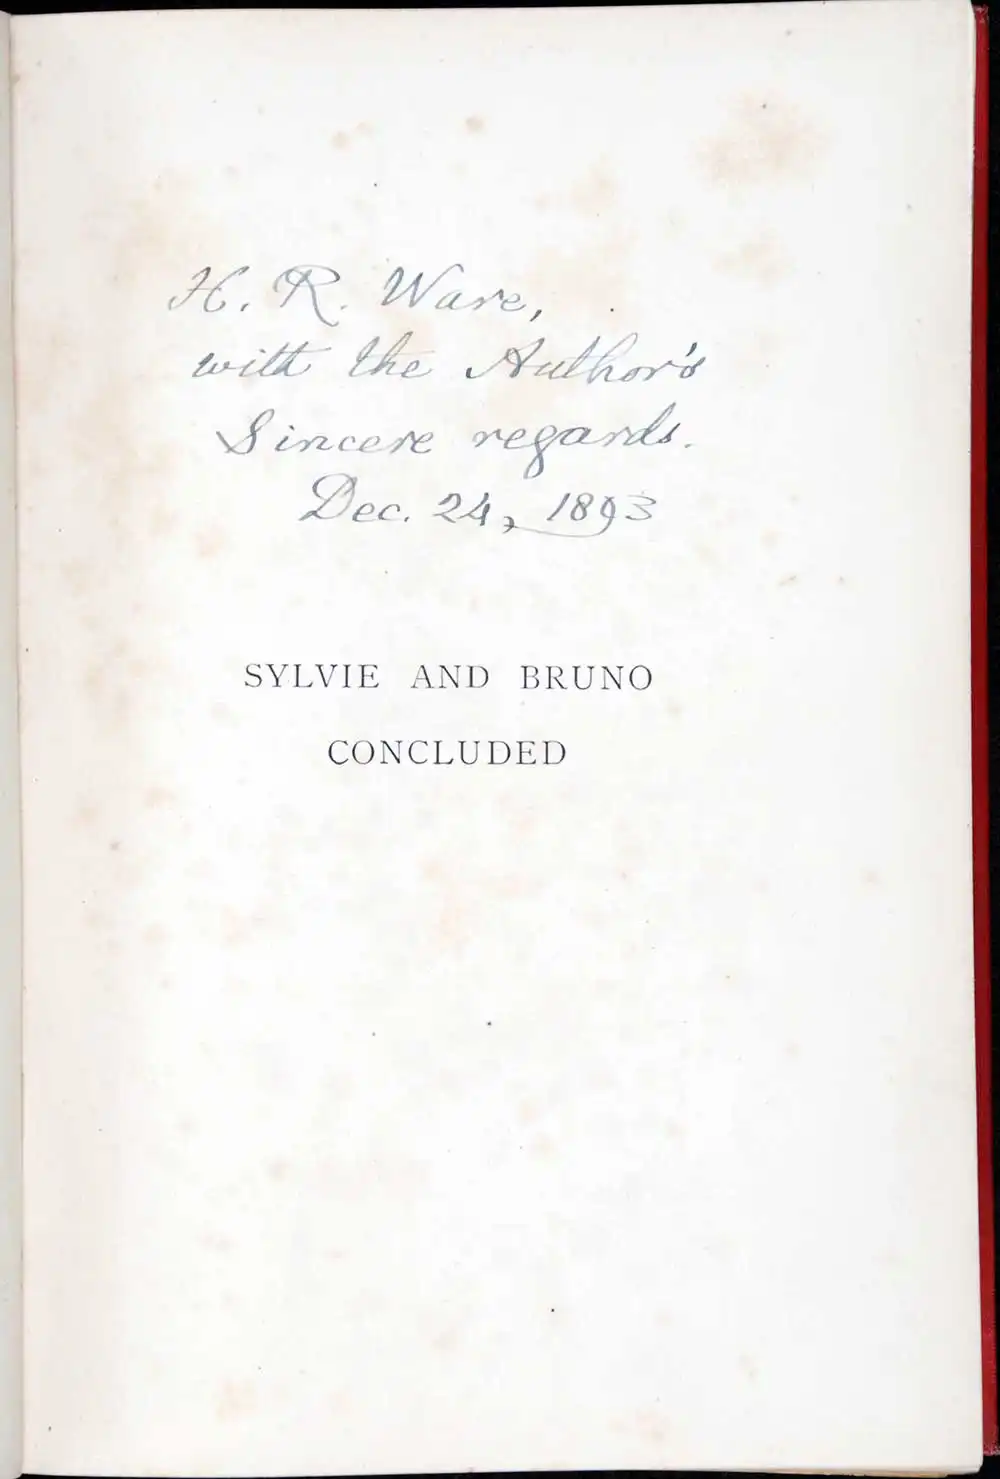 H. R. Ware,
with the Author's
Sincere regards.
Dec. 24, 1893
SYLVIE AND BRUNO
CONCLUDED